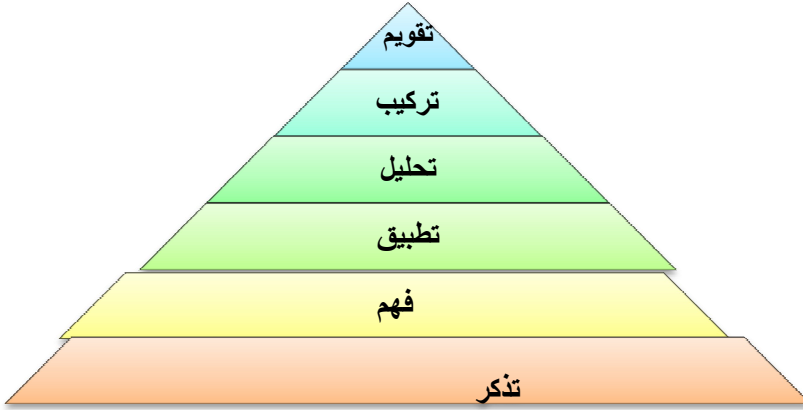 تقويم
تركيب
تحليل
تطبيق
فهم
تذكر